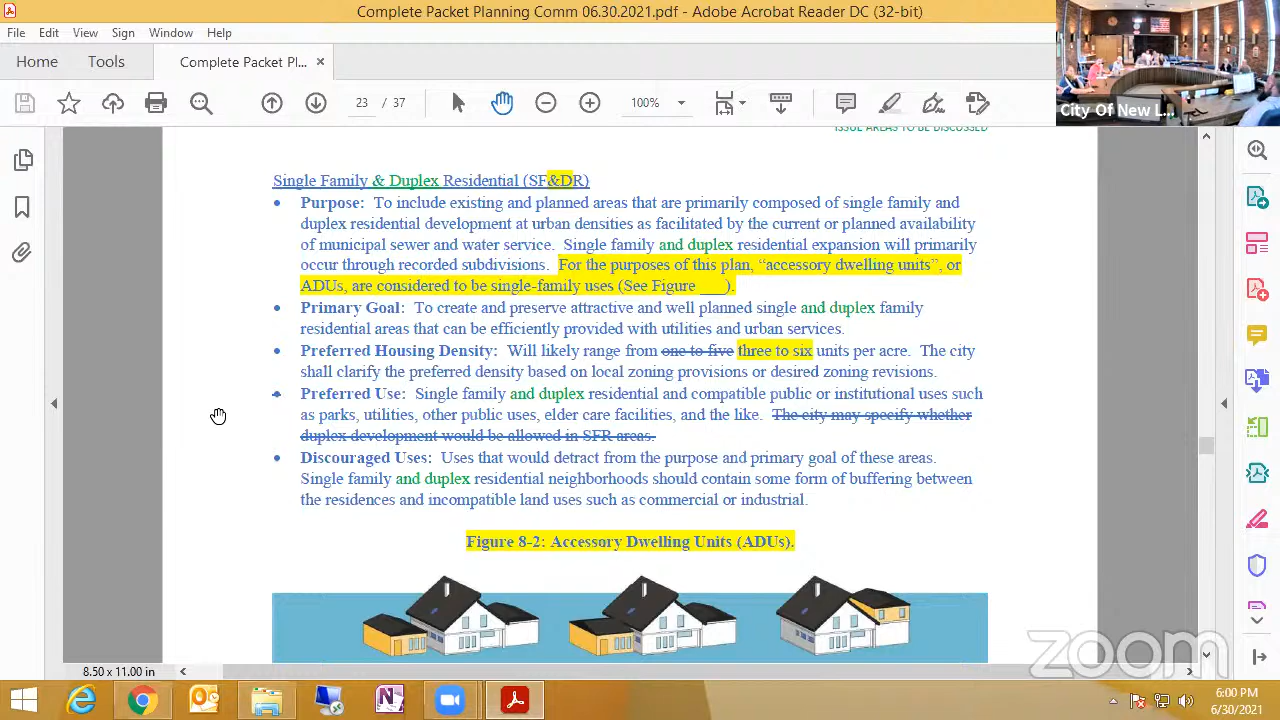 Complete Packet Planning Comm 06.30.2021.pdf - Adobe Acrobat Reader DC (32-bit)
File Edit View Sign Window Help
Home Tools Complete Packet Pl... ×
23 / 37 100%
City Of New L...
ISSUE AREAS TO BE DISCUSSED
Single Family & Duplex Residential (SF&DR)
• Purpose: To include existing and planned areas that are primarily composed of single family and
duplex residential development at urban densities as facilitated by the current or planned availability
of municipal sewer and water service. Single family and duplex residential expansion will primarily
occur through recorded subdivisions. For the purposes of this plan, “accessory dwelling units”, or
ADUs, are considered to be single-family uses (See Figure ___).
• Primary Goal: To create and preserve attractive and well planned single and duplex family
residential areas that can be efficiently provided with utilities and urban services.
• Preferred Housing Density: Will likely range from one to five three to six units per acre. The city
shall clarify the preferred density based on local zoning provisions or desired zoning revisions.
• Preferred Use: Single family and duplex residential and compatible public or institutional uses such
as parks, utilities, other public uses, elder care facilities, and the like. The city may specify whether
duplex development would be allowed in SFR areas.
• Discouraged Uses: Uses that would detract from the purpose and primary goal of these areas.
Single family and duplex residential neighborhoods should contain some form of buffering between
the residences and incompatible land uses such as commercial or industrial.
Figure 8-2: Accessory Dwelling Units (ADUs).
zoom
8.50 x 11.00 in
6:00 PM
6/30/2021